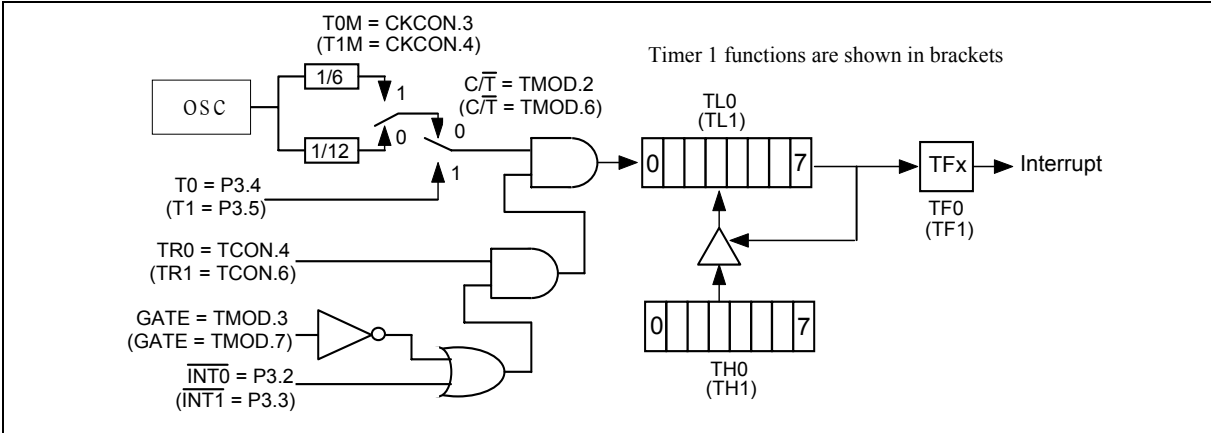 T0M = CKCON.3
(T1M = CKCON.4)
Timer 1 functions are shown in brackets
1/6
osc
1
C/T̅ = TMOD.2
(C/T̅ = TMOD.6)
TL0
(TL1)
0
0
1/12
0 7
TFx
Interrupt
1
T0 = P3.4
(T1 = P3.5)
TF0
(TF1)
TR0 = TCON.4
(TR1 = TCON.6)
GATE = TMOD.3
(GATE = TMOD.7)
0 7
I̅N̅T̅0̅ = P3.2
(I̅N̅T̅1̅ = P3.3)
TH0
(TH1)